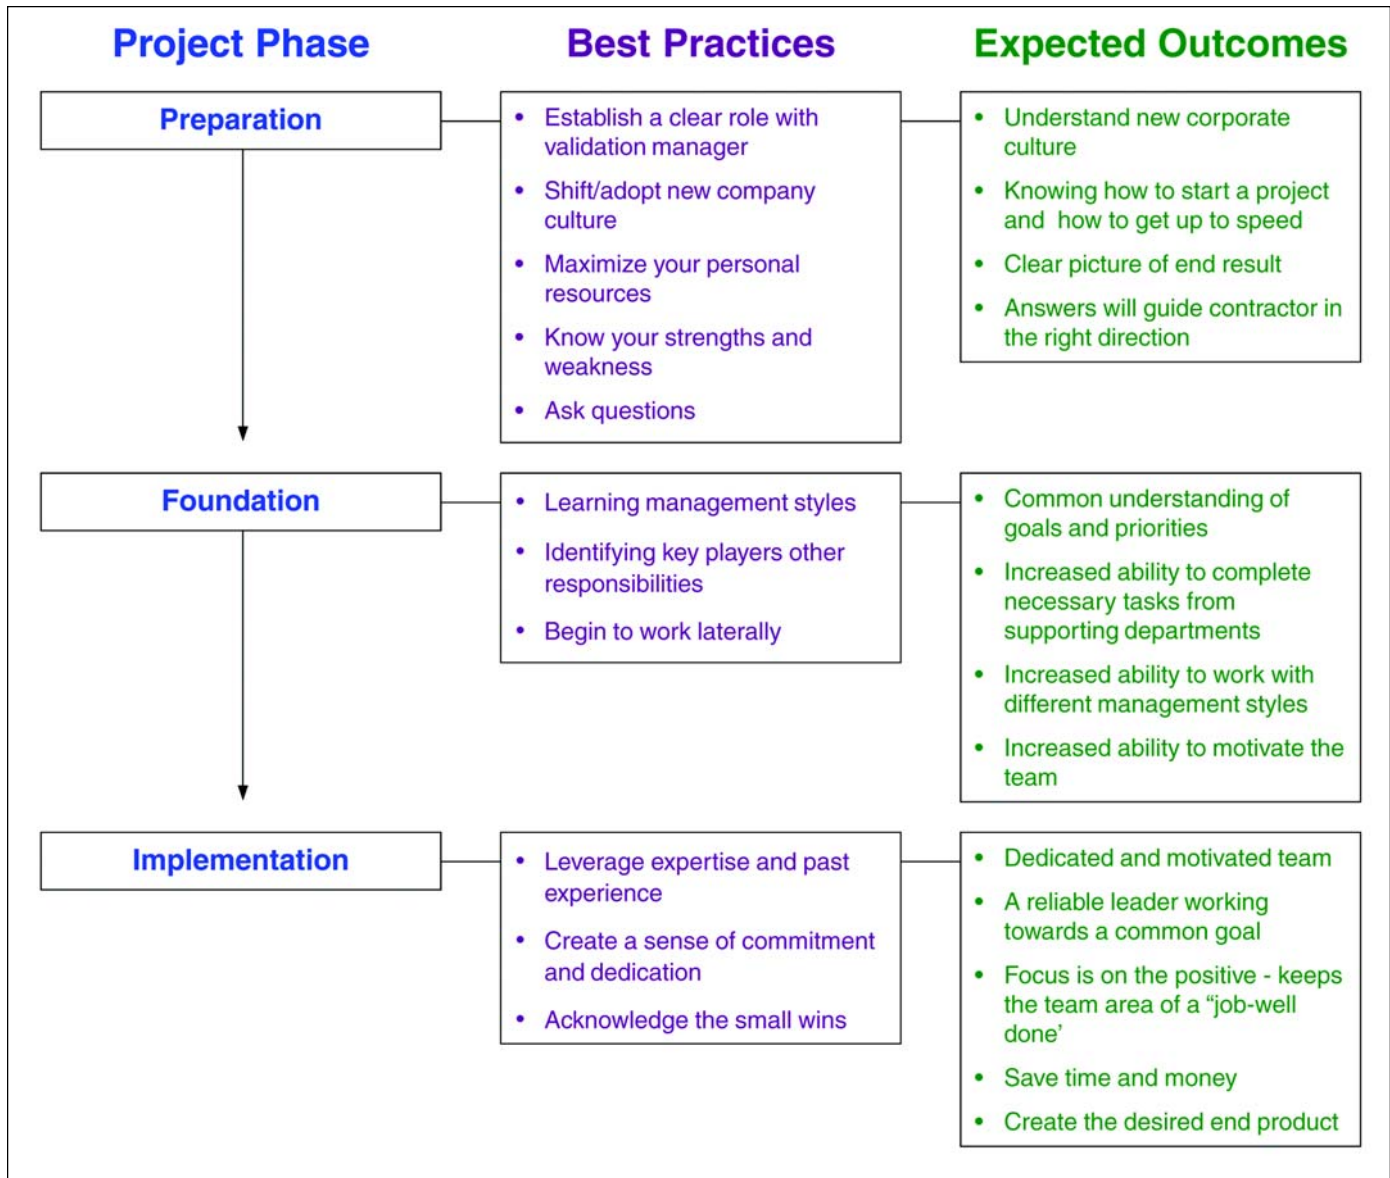 Project Phase
Best Practices
Expected Outcomes
Preparation
• Establish a clear role with
validation manager
• Shift/adopt new company
culture
• Maximize your personal
resources
• Know your strengths and
weakness
• Ask questions
• Understand new corporate
culture
• Knowing how to start a project
and  how to get up to speed
• Clear picture of end result
• Answers will guide contractor in
the right direction
Foundation
• Learning management styles
• Identifying key players other
responsibilities
• Begin to work laterally
• Common understanding of
goals and priorities
• Increased ability to complete
necessary tasks from
supporting departments
• Increased ability to work with
different management styles
• Increased ability to motivate the
team
Implementation
• Leverage expertise and past
experience
• Create a sense of commitment
and dedication
• Acknowledge the small wins
• Dedicated and motivated team
• A reliable leader working
towards a common goal
• Focus is on the positive - keeps
the team area of a “job-well
done’
• Save time and money
• Create the desired end product